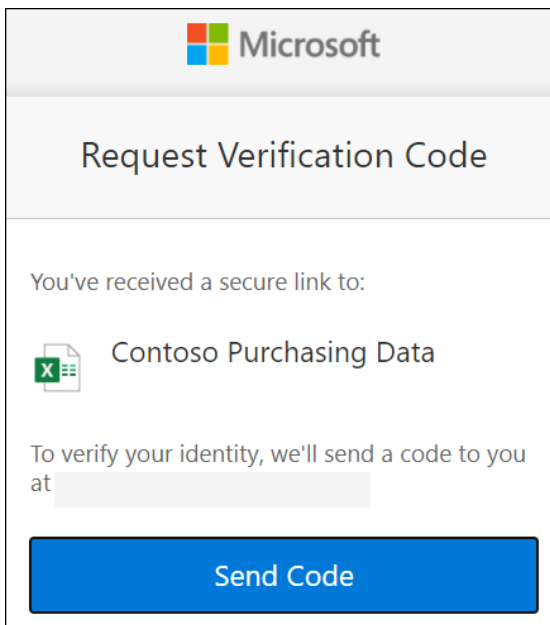 Microsoft
Request Verification Code
You've received a secure link to:
X
Contoso Purchasing Data
To verify your identity, we'll send a code to you
at
Send Code